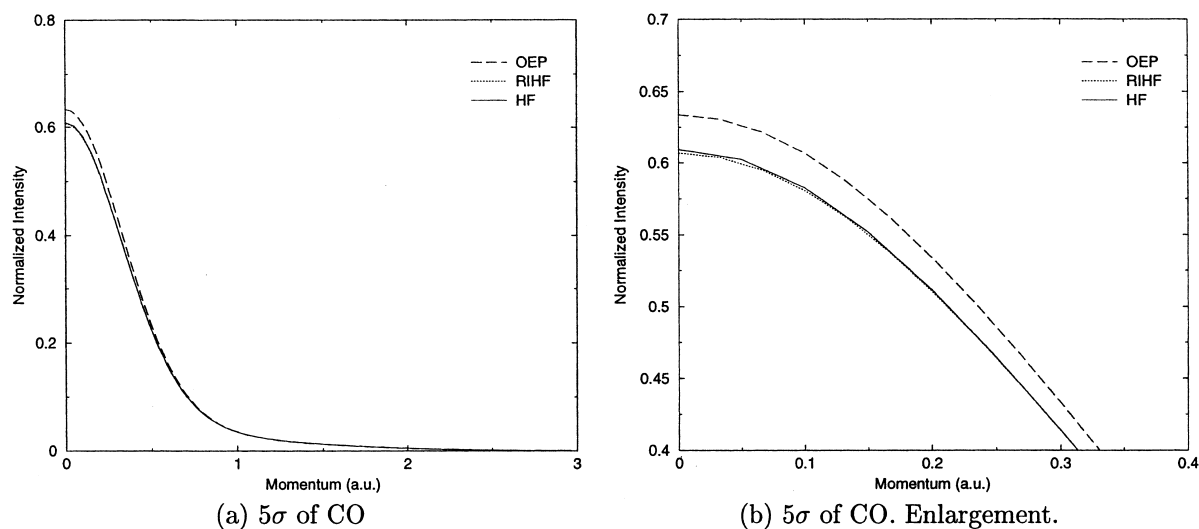 0.8
0.6
0.4
0.2
0
Normalized Intensity
OEP
RIHF
HF
0
1
2
3
Momentum (a.u.)
(a) 5σ of CO
0.7
0.65
0.6
0.55
0.5
0.45
0.4
Normalized Intensity
OEP
RIHF
HF
0
0.1
0.2
0.3
0.4
Momentum (a.u.)
(b) 5σ of CO. Enlargement.